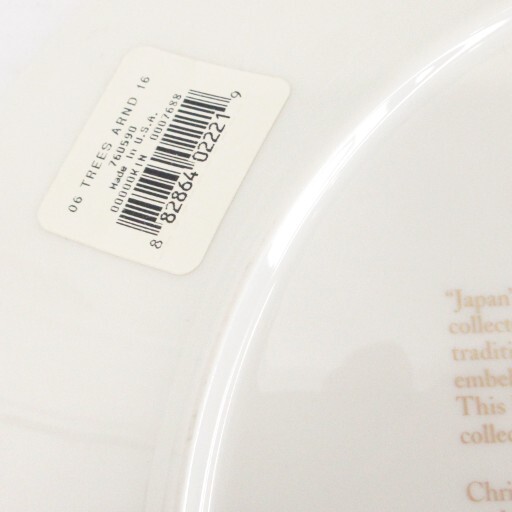 06 TREES ARND 16
760590
Made In U.S.A.
00000KIN 0007688
8 82864 02221 9
"Japan"
collect
traditi
embel
This
collec
Chri